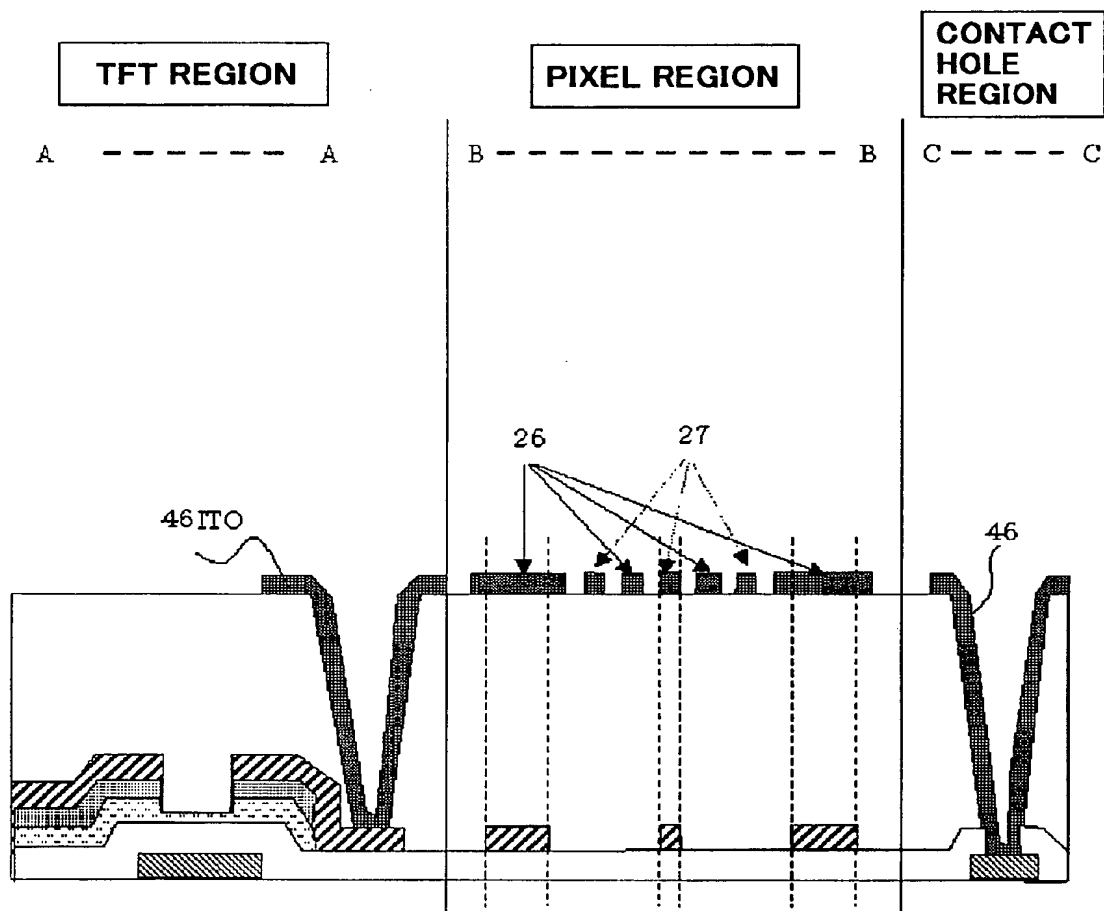 TFT REGION
PIXEL REGION
CONTACT
HOLE
REGION
A A
B B
C C
26
27
46ITO
46